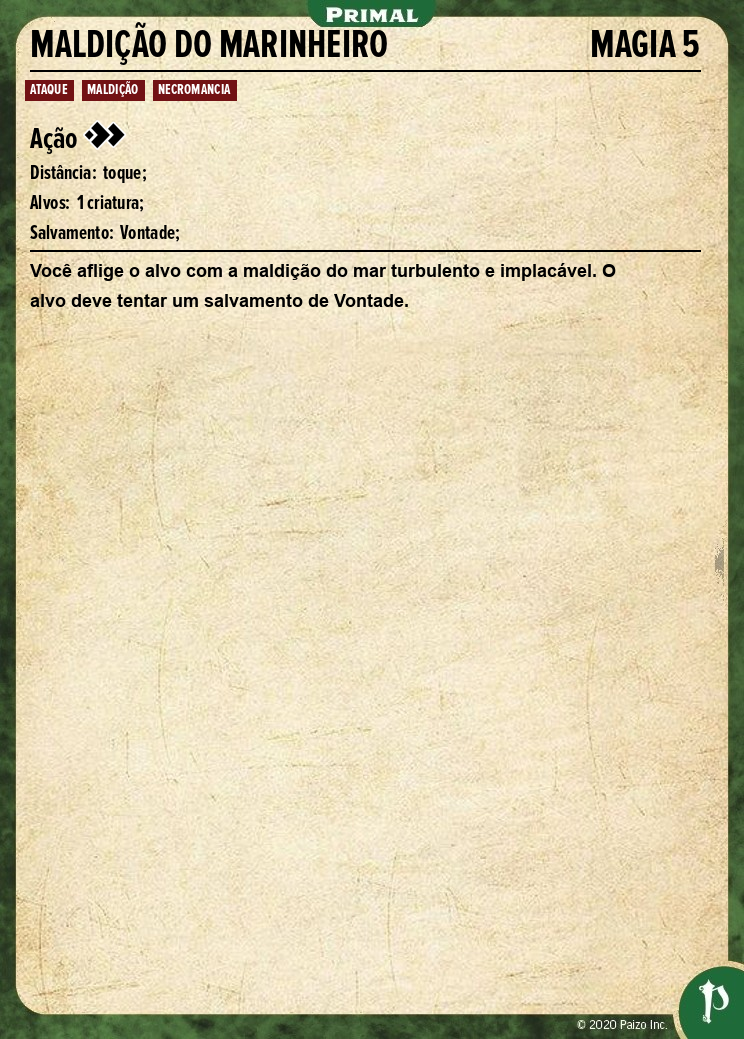 PRIMAL
MALDIÇÃO DO MARINHEIRO MAGIA 5
ATAQUE MALDIÇÃO NECROMANCIA
Ação
Distância: toque;
Alvos: 1 criatura;
Salvamento: Vontade;
Você aflige o alvo com a maldição do mar turbulento e implacável. O
alvo deve tentar um salvamento de Vontade.
© 2020 Paizo Inc.